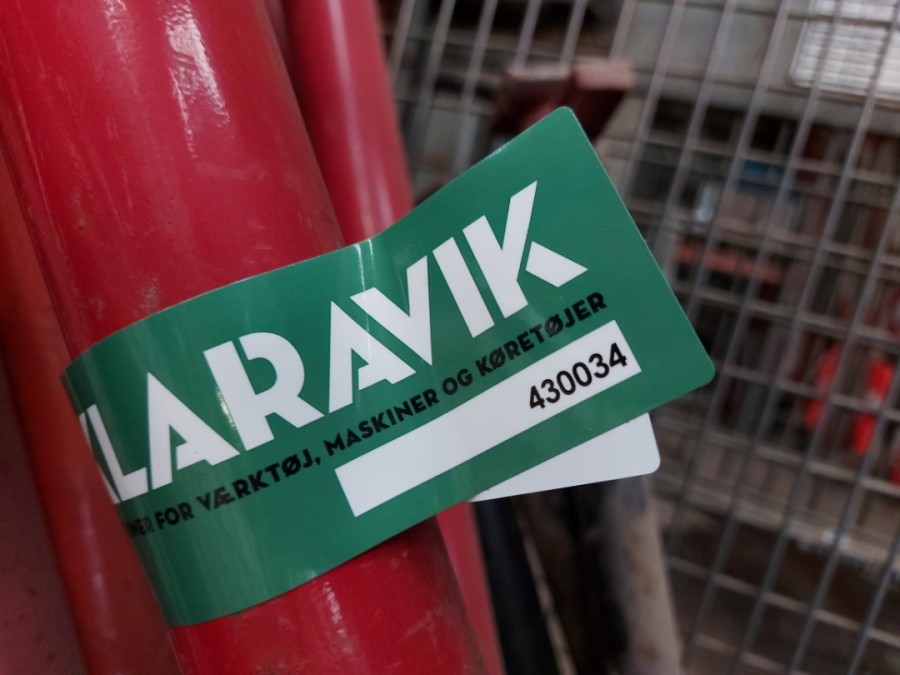 KLARAVIK
FOR VÆRKTØJ, MASKINER OG KØRETØJER
430034